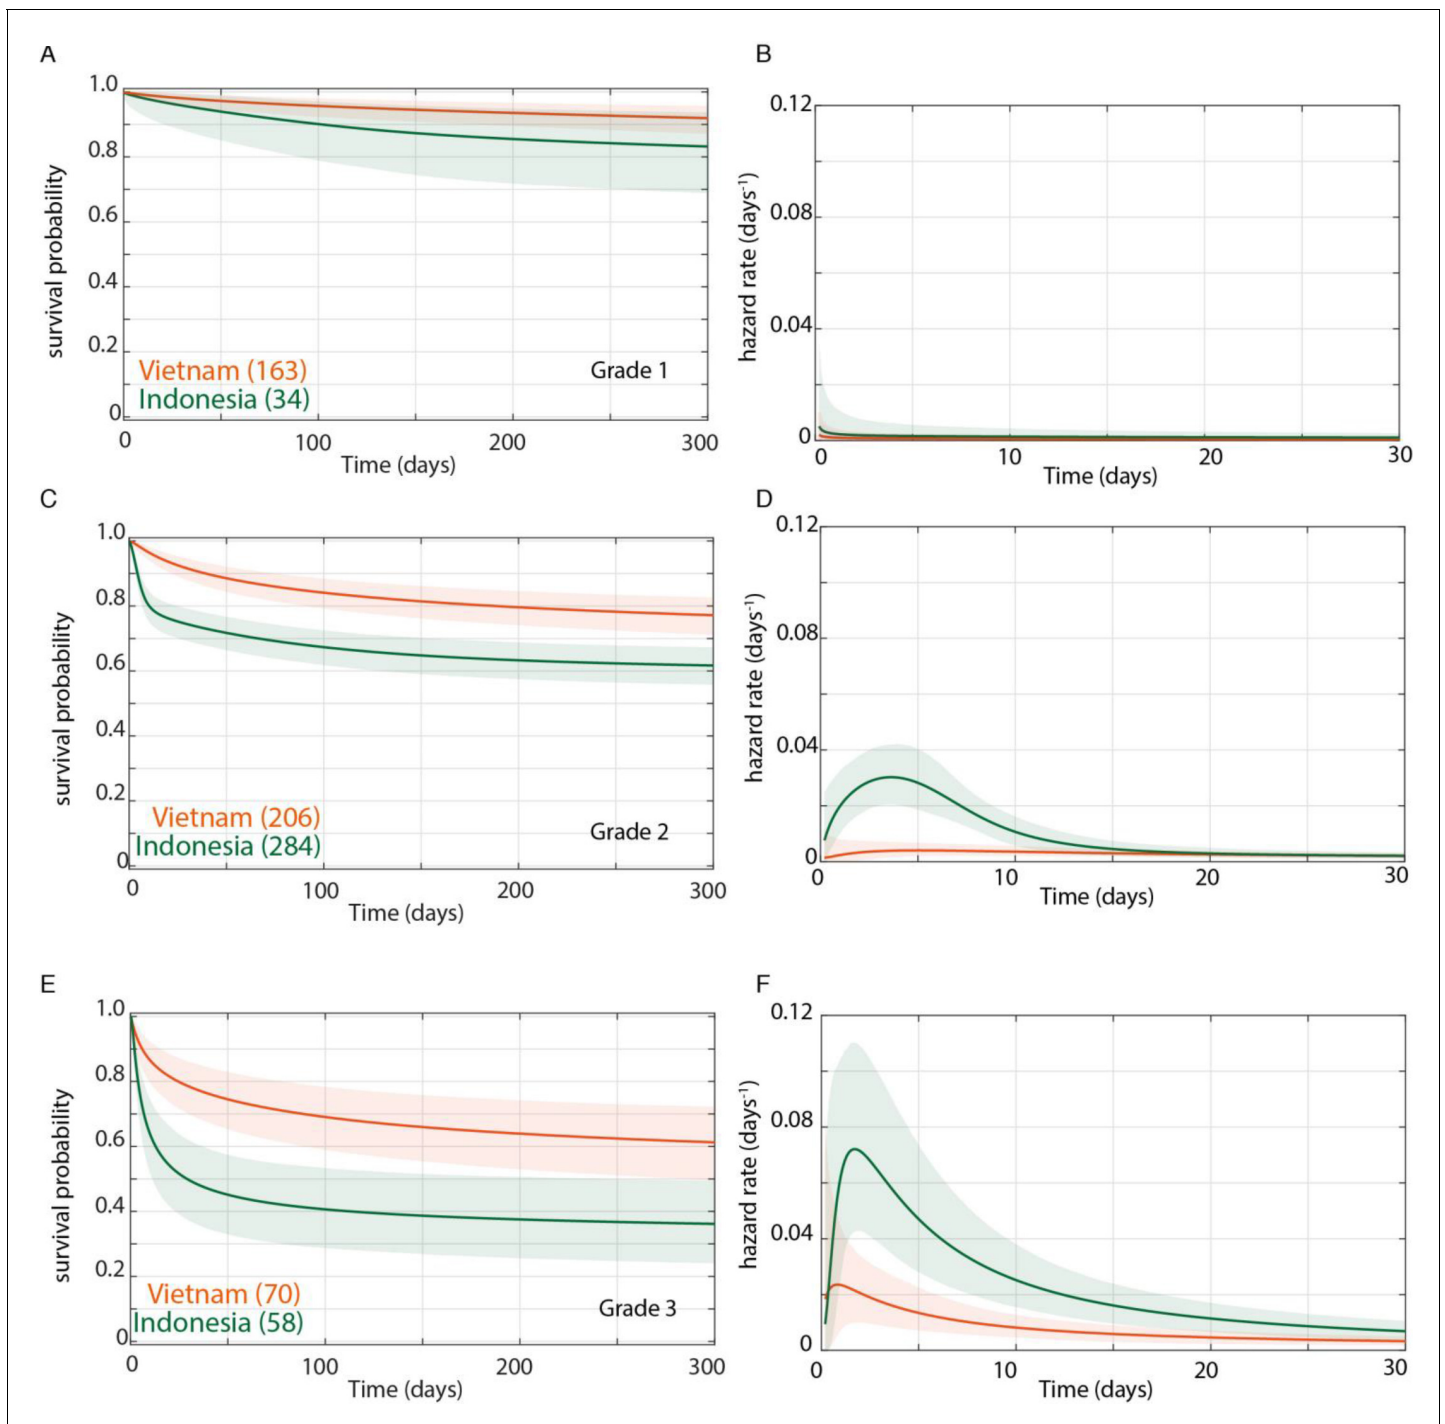 A
1.0
0.8
0.6
0.4
0.2
0
survival probability
Vietnam (163)
Indonesia (34)
Grade 1
0 100 200 300
Time (days)
B
0.12
0.08
0.04
0
hazard rate (days-1)
0 10 20 30
Time (days)
C
1.0
0.8
0.6
0.4
0.2
0
survival probability
Vietnam (206)
Indonesia (284)
Grade 2
0 100 200 300
Time (days)
D
0.12
0.08
0.04
0
hazard rate (days-1)
0 10 20 30
Time (days)
E
1.0
0.8
0.6
0.4
0.2
0
survival probability
Vietnam (70)
Indonesia (58)
Grade 3
0 100 200 300
Time (days)
F
0.12
0.08
0.04
0
hazard rate (days-1)
0 10 20 30
Time (days)